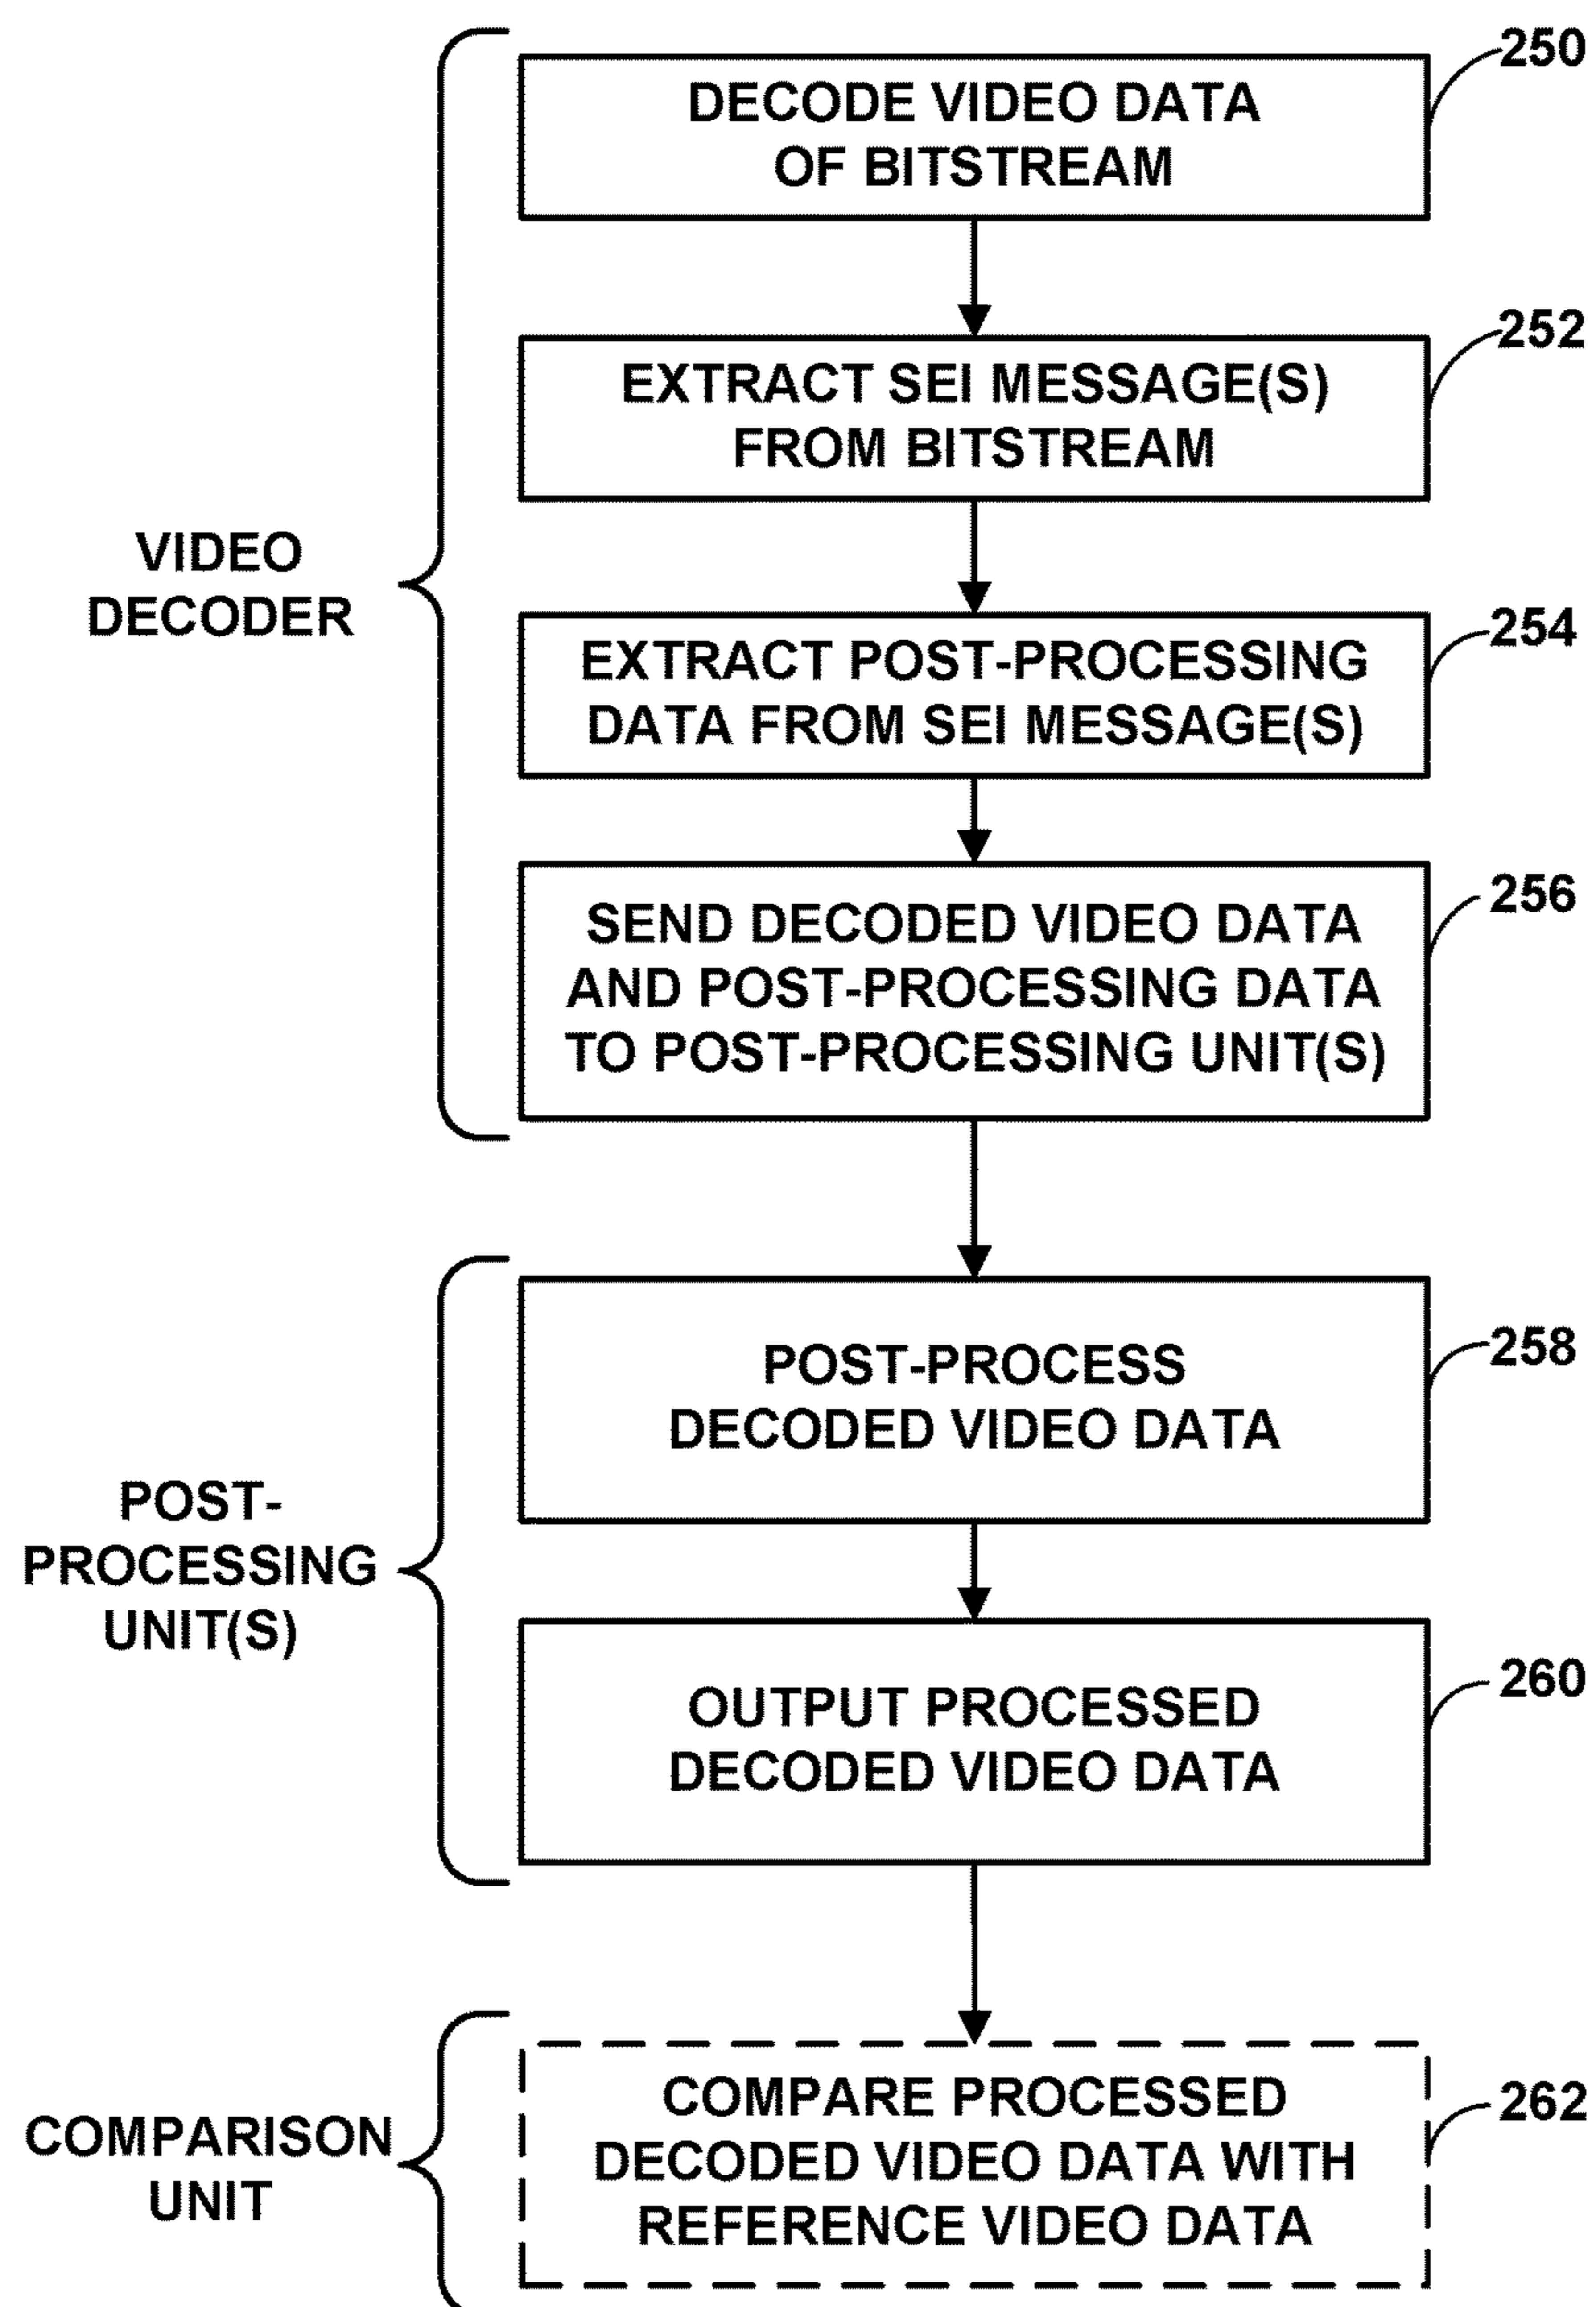 250
DECODE VIDEO DATA
OF BITSTREAM
252
EXTRACT SEI MESSAGE(S)
FROM BITSTREAM
VIDEO
DECODER
254
EXTRACT POST-PROCESSING
DATA FROM SEI MESSAGE(S)
256
SEND DECODED VIDEO DATA
AND POST-PROCESSING DATA
TO POST-PROCESSING UNIT(S)
258
POST-PROCESS
DECODED VIDEO DATA
POST-
PROCESSING
UNIT(S)
260
OUTPUT PROCESSED
DECODED VIDEO DATA
262
COMPARE PROCESSED
DECODED VIDEO DATA WITH
REFERENCE VIDEO DATA
COMPARISON
UNIT